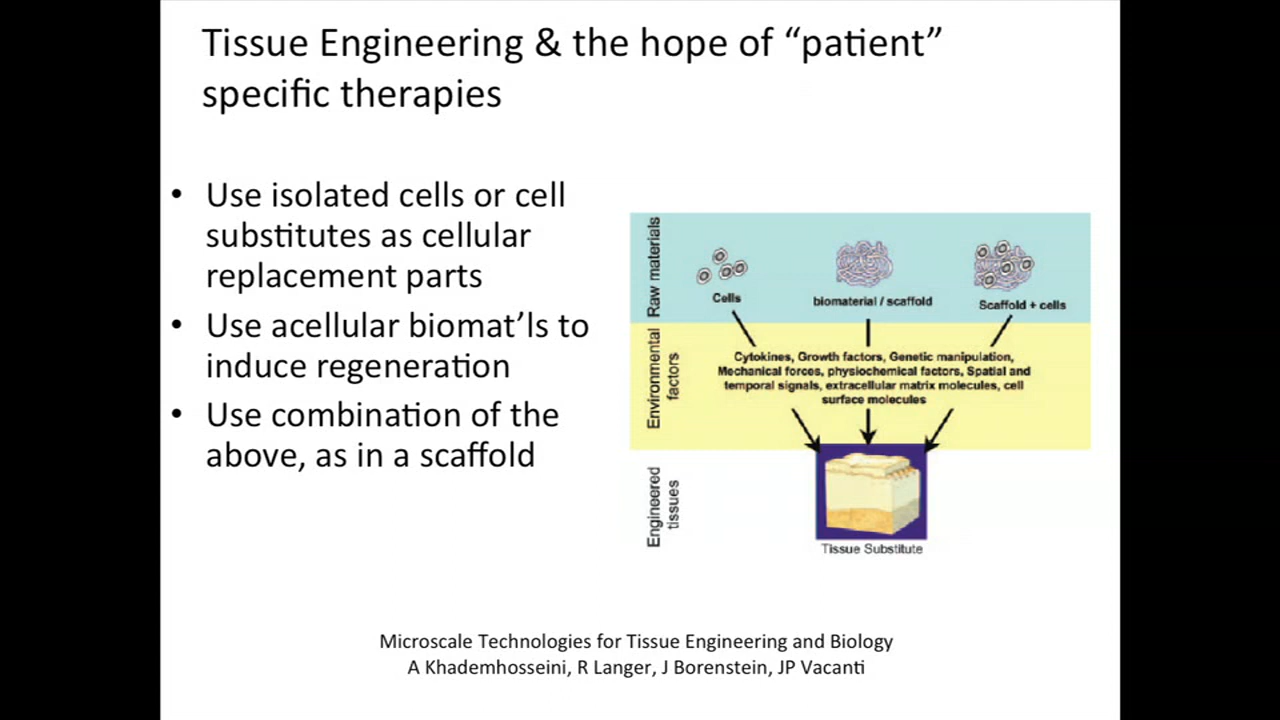 Tissue Engineering & the hope of “patient”
specific therapies
• Use isolated cells or cell
substitutes as cellular
replacement parts
• Use acellular biomat’ls to
induce regeneration
• Use combination of the
above, as in a scaffold
Raw materials
Cells
biomaterial / scaffold
Scaffold + cells
Environmental
factors
Cytokines, Growth factors, Genetic manipulation,
Mechanical forces, physiochemical factors, Spatial and
temporal signals, extracellular matrix molecules, cell
surface molecules
Engineered
tissues
Tissue Substitute
Microscale Technologies for Tissue Engineering and Biology
A Khademhosseini, R Langer, J Borenstein, JP Vacanti